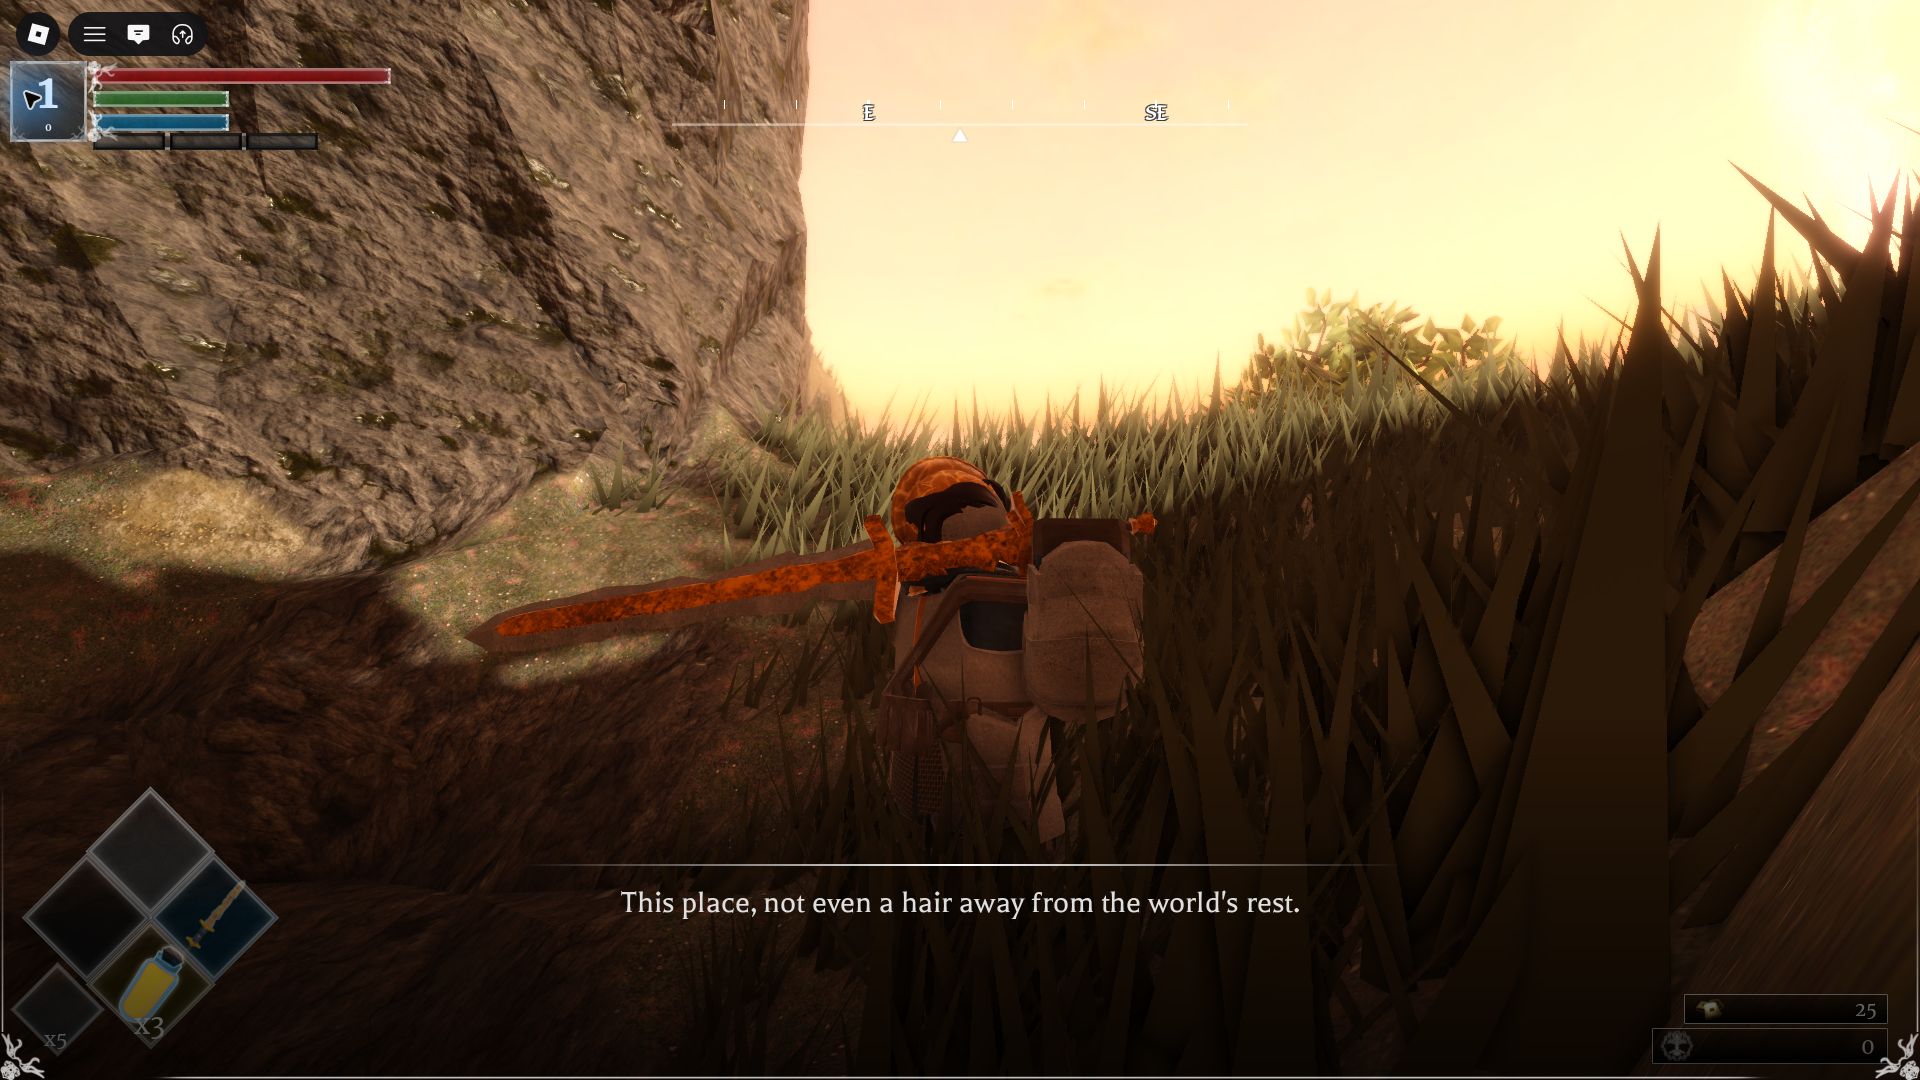 1
0
E
SE
This place, not even a hair away from the world's rest.
x3
x5
25
0